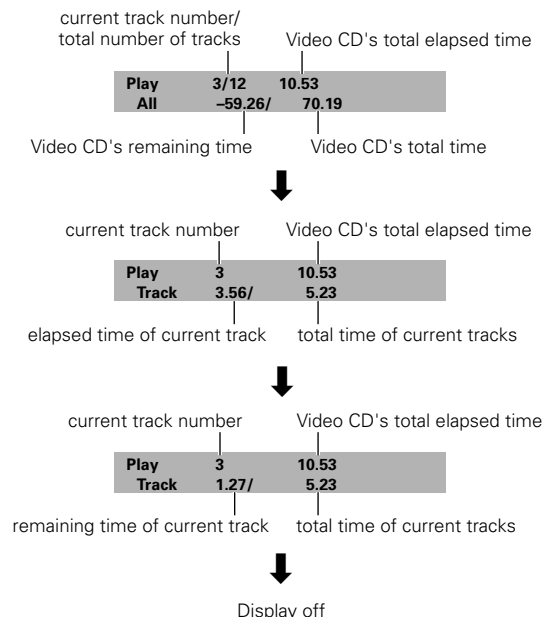 current track number/
total number of tracks
Video CD's total elapsed time
Play 3/12 10.53
All –59.26/ 70.19
Video CD's remaining time Video CD's total time
current track number Video CD's total elapsed time
Play 3 10.53
Track 3.56/ 5.23
elapsed time of current track total time of current tracks
current track number Video CD's total elapsed time
Play 3 10.53
Track 1.27/ 5.23
remaining time of current track total time of current tracks
Display off